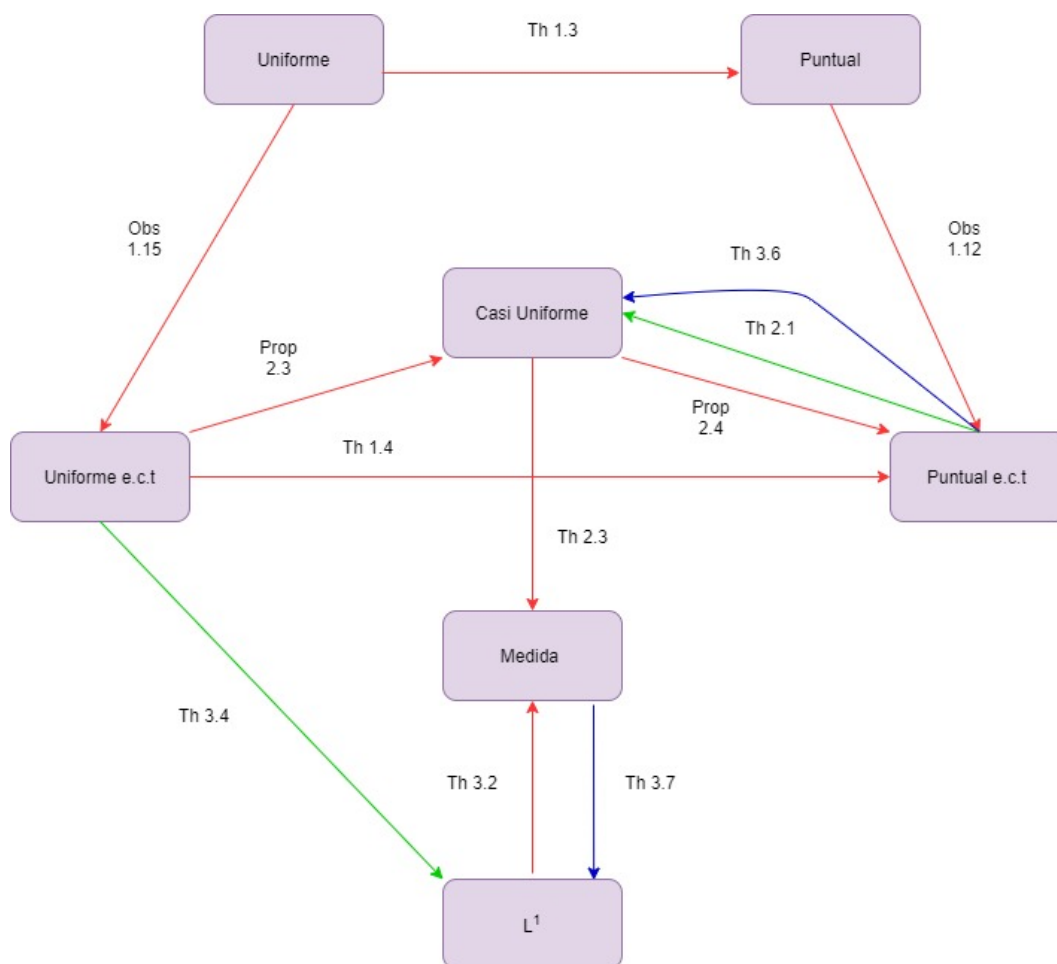 Th 1.3
Uniforme
Puntual
Obs
1.15
Obs
1.12
Th 3.6
Casi Uniforme
Th 2.1
Prop
2.3
Prop
2.4
Th 1.4
Uniforme e.c.t
Puntual e.c.t
Th 2.3
Medida
Th 3.4
Th 3.2
Th 3.7
L¹